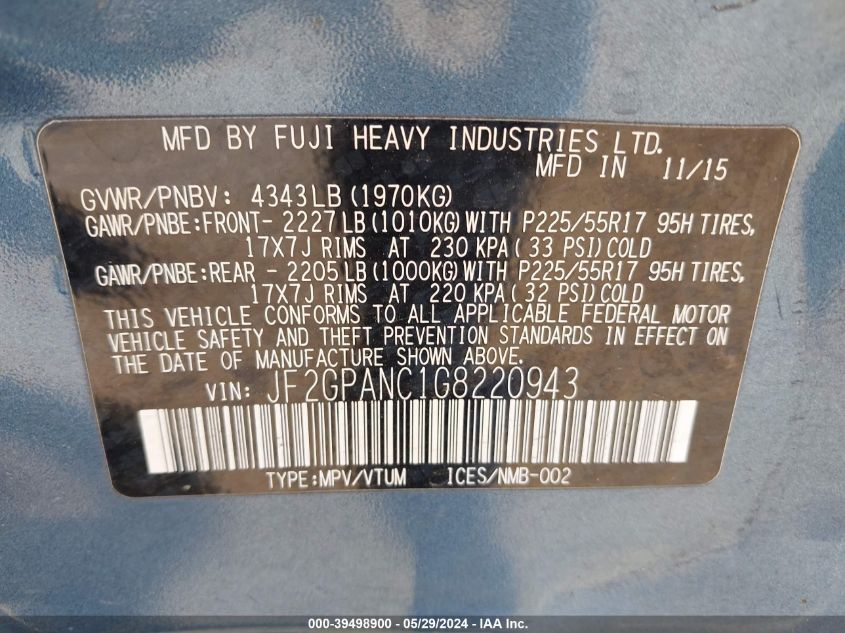 MFD BY FUJI HEAVY INDUSTRIES LTD.
MFD IN 11/15
GVWR/PNBV: 4343LB (1970KG)
GAWR/PNBE:FRONT- 2227LB (1010KG) WITH P225/55R17 95H TIRES,
17X7J RIMS AT 230 KPA( 33 PSI) COLD
GAWR/PNBE:REAR - 2205LB (1000KG) WITH P225/55R17 95H TIRES,
17X7J RIMS AT 220 KPA( 32 PSI) COLD
THIS VEHICLE CONFORMS TO ALL APPLICABLE FEDERAL MOTOR
VEHICLE SAFETY AND THEFT PREVENTION STANDARDS IN EFFECT ON
THE DATE OF MANUFACTURE SHOWN ABOVE.
VIN: JF2GPANC1G8220943
TYPE:MPV/VTUM ICES/NMB-002
000-39498900 - 05/29/2024 - IAA Inc.